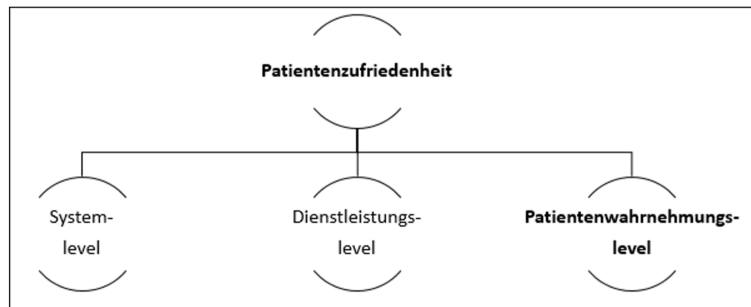 Patientenzufriedenheit
System-
level
Dienstleistungs-
level
Patientenwahrnehmungs-
level